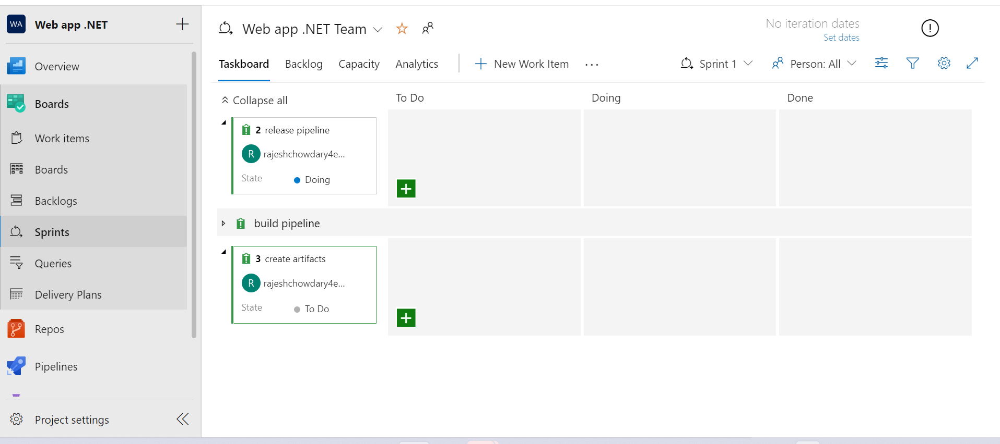 WA Web app .NET
Overview
Boards
Work items
Boards
Backlogs
Sprints
Queries
Delivery Plans
Repos
Pipelines
Project settings
Web app .NET Team
No iteration dates
Set dates
Taskboard Backlog Capacity Analytics New Work Item Sprint 1 Person: All
Collapse all To Do Doing Done
2 release pipeline
R rajeshchowdary4e...
State Doing
build pipeline
3 create artifacts
R rajeshchowdary4e...
State To Do